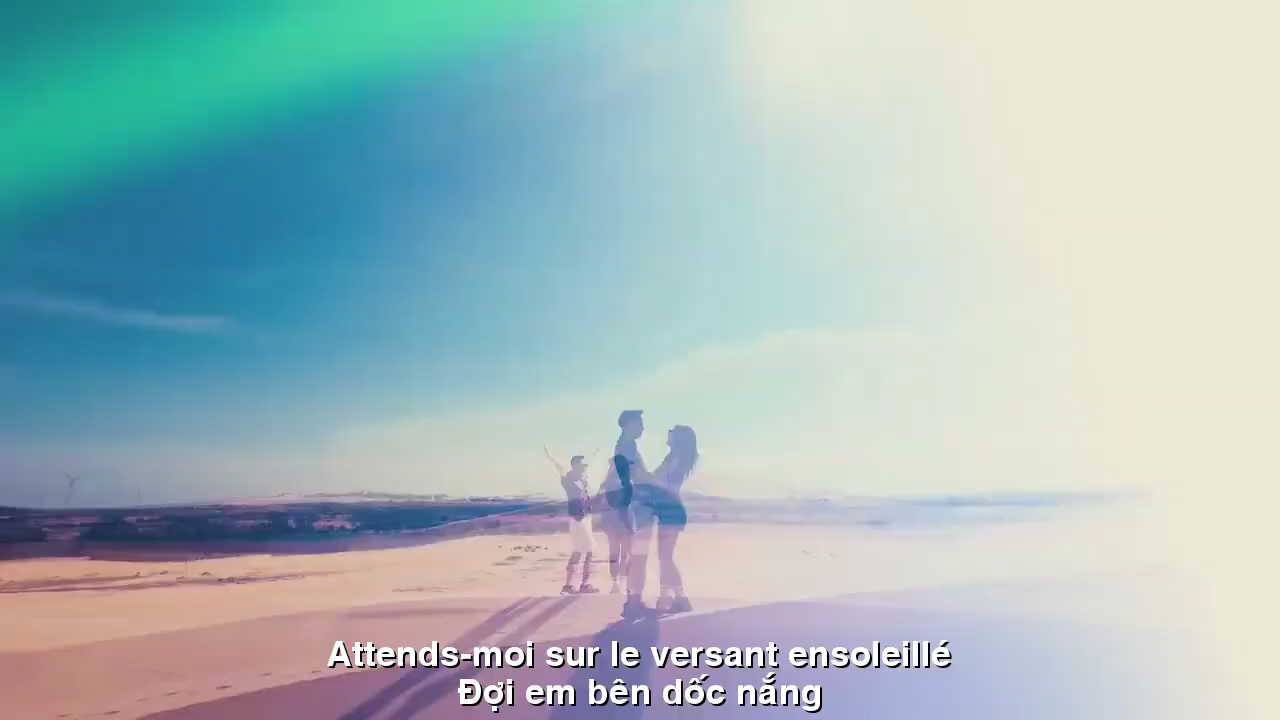 Attends-moi sur le versant ensoleillé
Đợi em bên dốc nắng